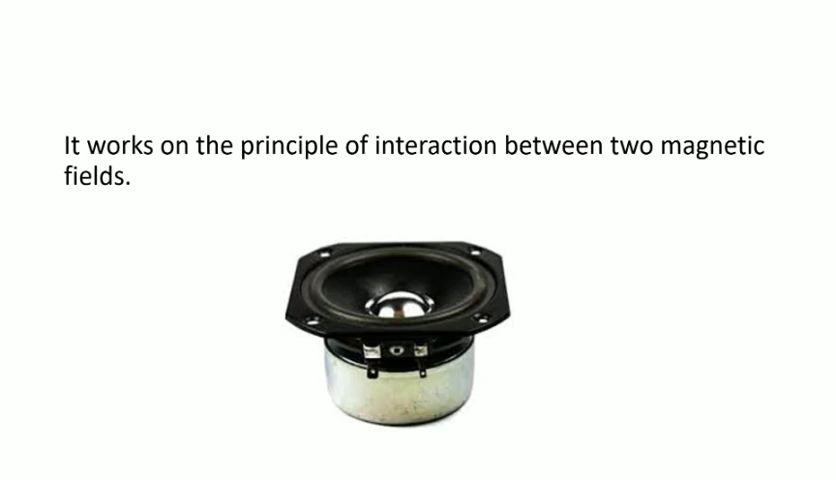 It works on the principle of interaction between two magnetic
fields.